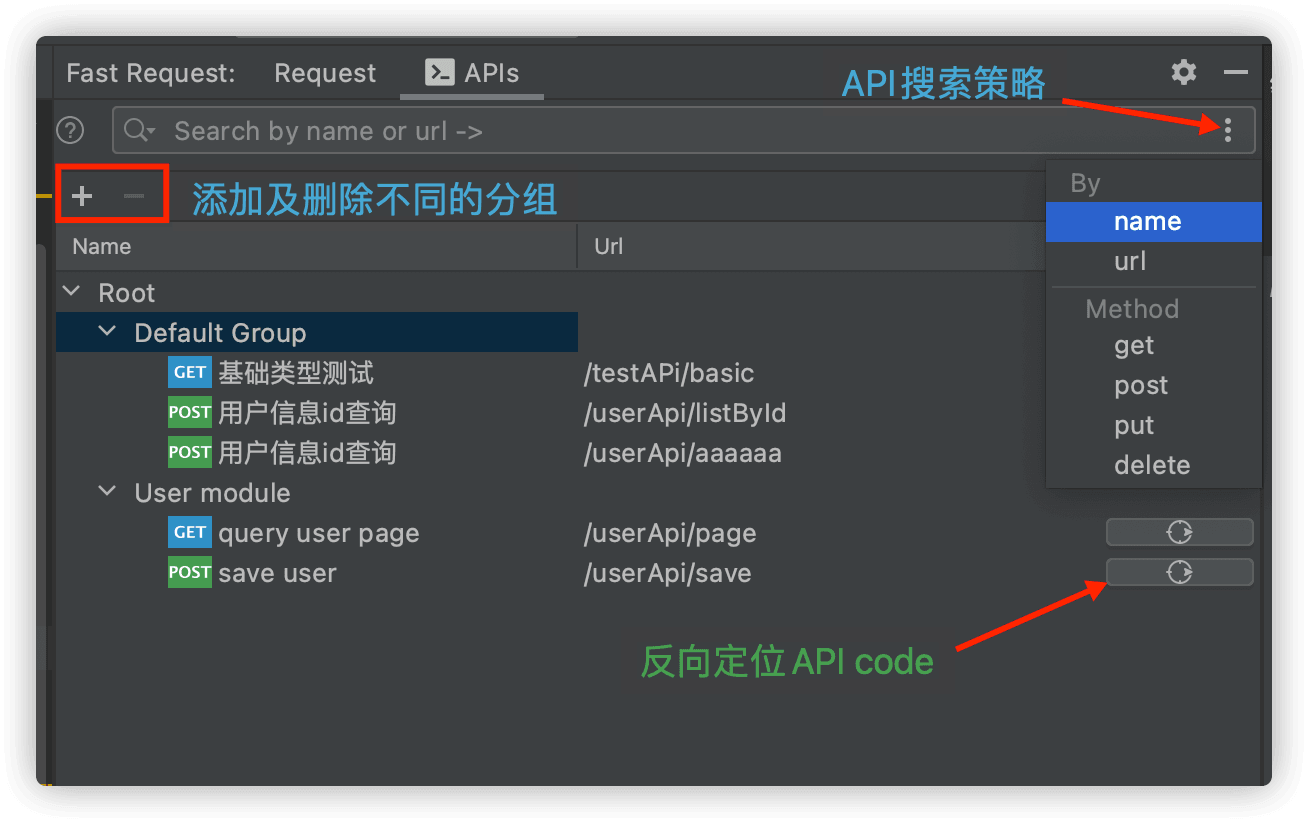 Fast Request: Request APIs
API搜索策略
Search by name or url ->
添加及删除不同的分组
By
name
url
Method
get
post
put
delete
Name Url
Root
Default Group
GET 基础类型测试 /testAPi/basic
POST 用户信息id查询 /userApi/listById
POST 用户信息id查询 /userApi/aaaaaa
User module
GET query user page /userApi/page
POST save user /userApi/save
反向定位API code